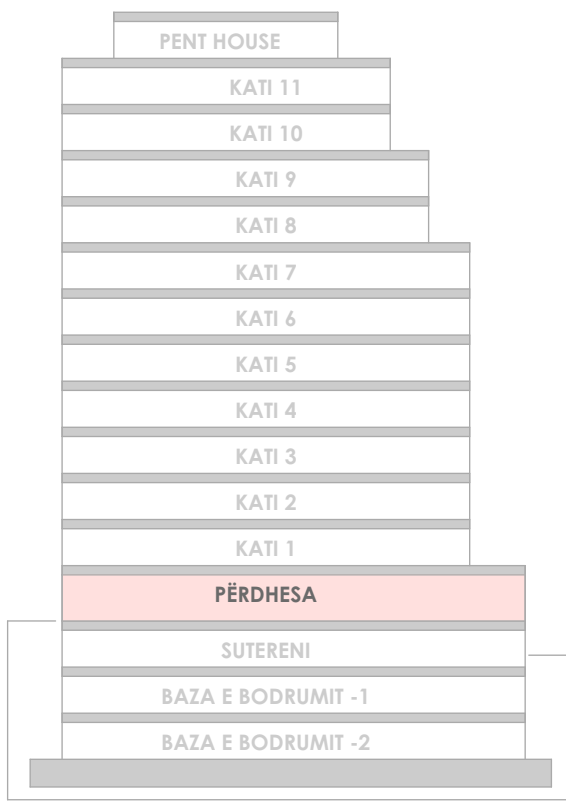 PENT HOUSE
KATI 11
KATI 10
KATI 9
KATI 8
KATI 7
KATI 6
KATI 5
KATI 4
KATI 3
KATI 2
KATI 1
PËRDHESA
SUTERENI
BAZA E BODRUMIT -1
BAZA E BODRUMIT -2